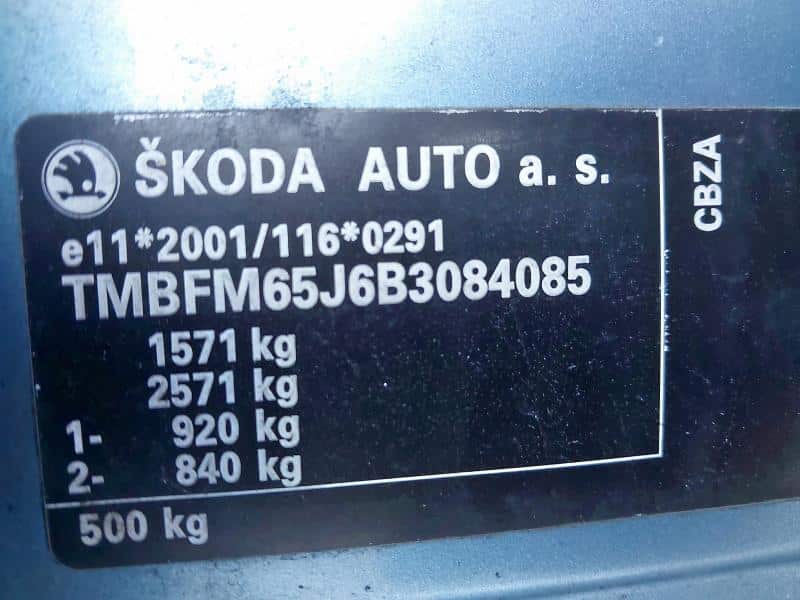 ŠKODA AUTO a. s.
e11*2001/116*0291
TMBFM65J6B3084085
1571 kg
2571 kg
1- 920 kg
2- 840 kg
500 kg
CBZA